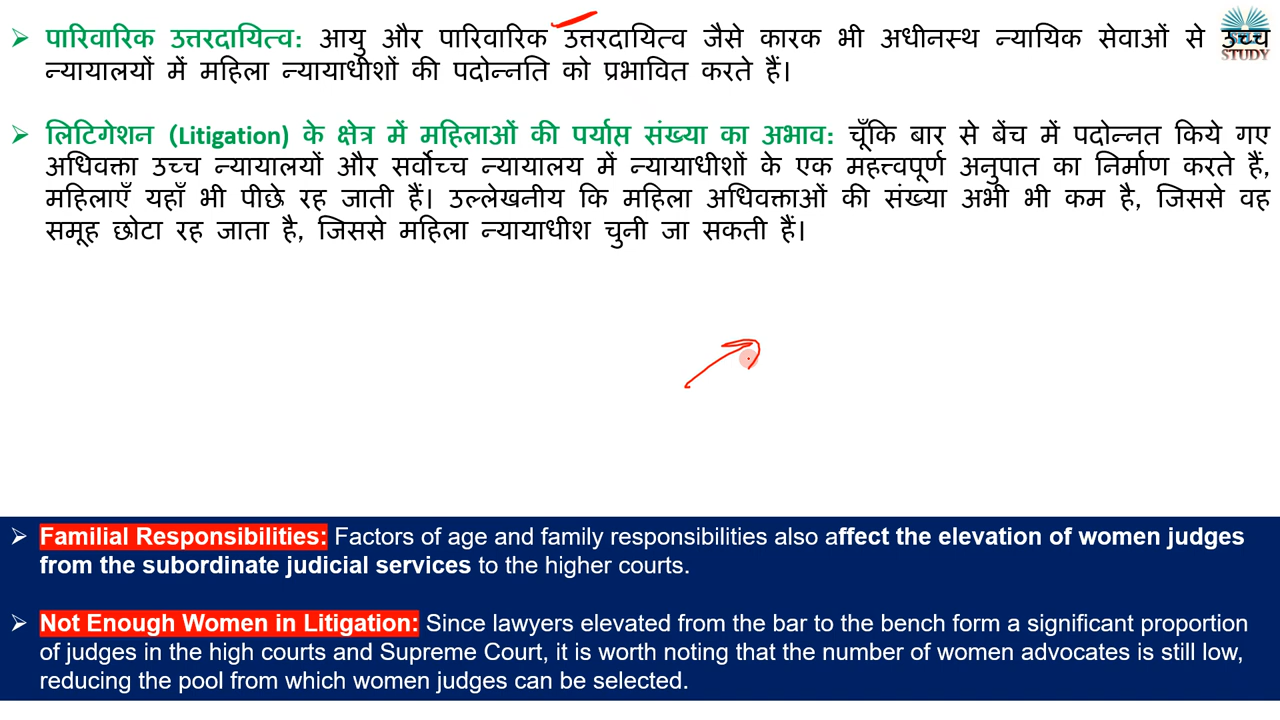 ➢ पारिवारिक उत्तरदायित्व: आयु और पारिवारिक उत्तरदायित्व जैसे कारक भी अधीनस्थ न्यायिक सेवाओं से उच्च
न्यायालयों में महिला न्यायाधीशों की पदोन्नति को प्रभावित करते हैं।
STUDY
➢ लिटिगेशन (Litigation) के क्षेत्र में महिलाओं की पर्याप्त संख्या का अभाव: चूँकि बार से बेंच में पदोन्नत किये गए
अधिवक्ता उच्च न्यायालयों और सर्वोच्च न्यायालय में न्यायाधीशों के एक महत्त्वपूर्ण अनुपात का निर्माण करते हैं,
महिलाएँ यहाँ भी पीछे रह जाती हैं। उल्लेखनीय कि महिला अधिवक्ताओं की संख्या अभी भी कम है, जिससे वह
समूह छोटा रह जाता है, जिससे महिला न्यायाधीश चुनी जा सकती हैं।
➢ Familial Responsibilities: Factors of age and family responsibilities also affect the elevation of women judges
from the subordinate judicial services to the higher courts.
➢ Not Enough Women in Litigation: Since lawyers elevated from the bar to the bench form a significant proportion
of judges in the high courts and Supreme Court, it is worth noting that the number of women advocates is still low,
reducing the pool from which women judges can be selected.